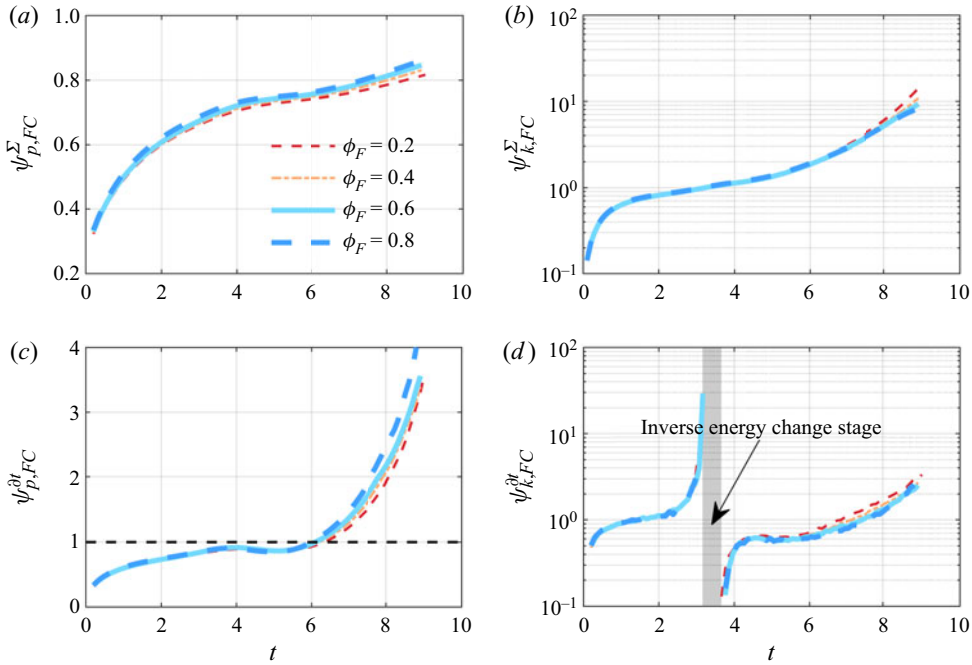 (a)
1.0
0.8
0.6
0.4
0.2
ψ^Σ_{p,FC}
ϕ_F = 0.2
ϕ_F = 0.4
ϕ_F = 0.6
ϕ_F = 0.8
0 2 4 6 8 10
(b)
10^2
10^1
10^0
10^{−1}
ψ^Σ_{k,FC}
0 2 4 6 8 10
(c)
4
3
2
1
0
ψ^{∂t}_{p,FC}
0 2 4 6 8 10
t
(d)
10^2
10^1
10^0
10^{−1}
ψ^{∂t}_{k,FC}
Inverse energy change stage
0 2 4 6 8 10
t